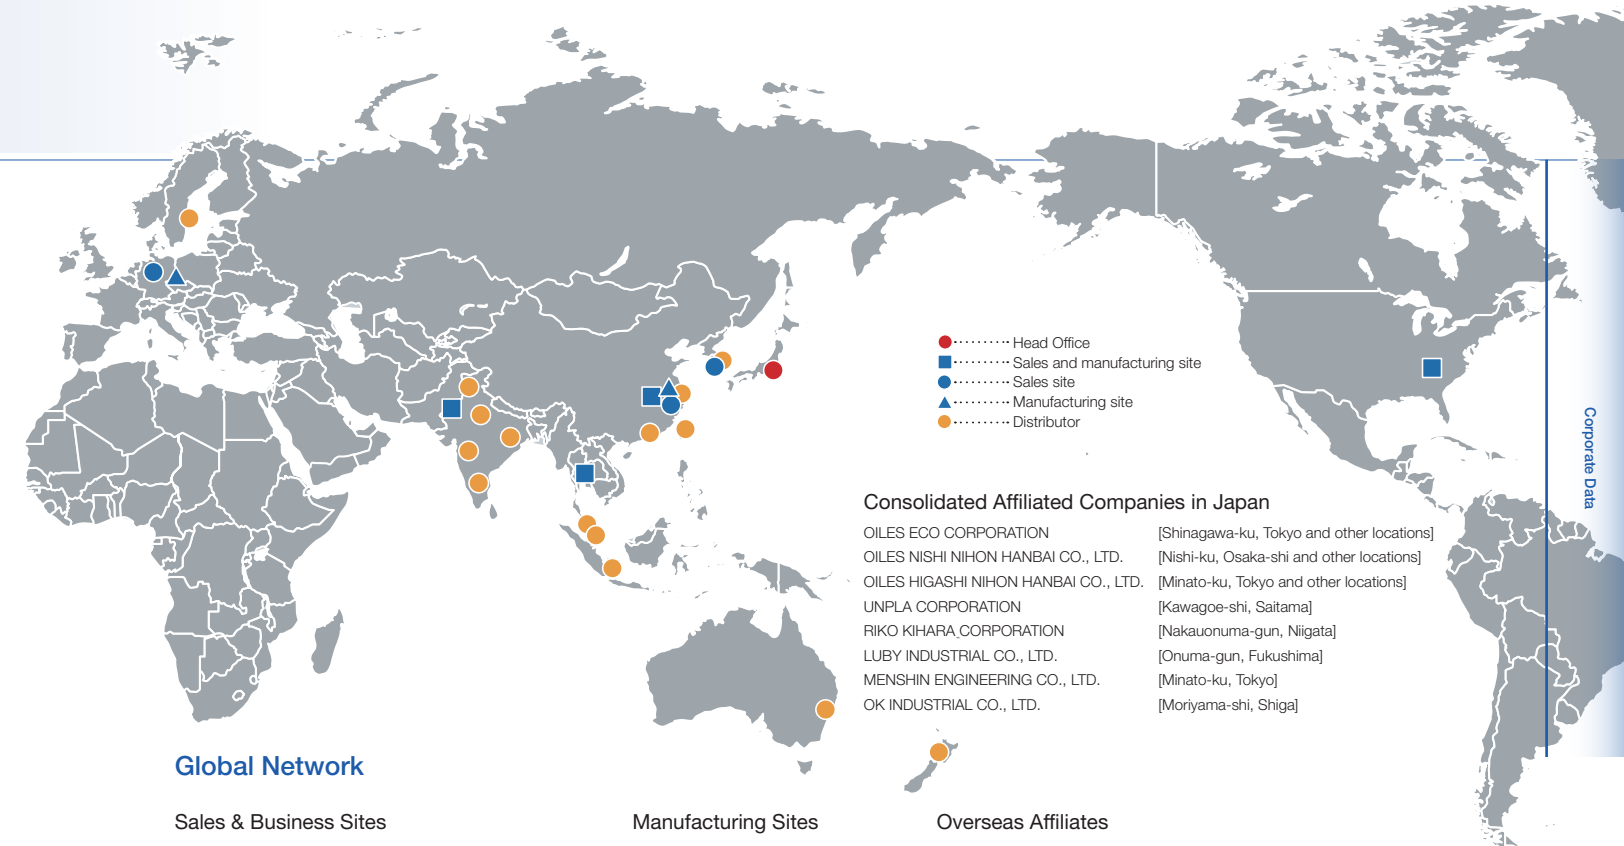 Head Office
Sales and manufacturing site
Sales site
Manufacturing site
Distributor
Corporate Data
Consolidated Affiliated Companies in Japan
OILES ECO CORPORATION [Shinagawa-ku, Tokyo and other locations]
OILES NISHI NIHON HANBAI CO., LTD. [Nishi-ku, Osaka-shi and other locations]
OILES HIGASHI NIHON HANBAI CO., LTD. [Minato-ku, Tokyo and other locations]
UNPLA CORPORATION [Kawagoe-shi, Saitama]
RIKO KIHARA CORPORATION [Nakauonuma-gun, Niigata]
LUBY INDUSTRIAL CO., LTD. [Onuma-gun, Fukushima]
MENSHIN ENGINEERING CO., LTD. [Minato-ku, Tokyo]
OK INDUSTRIAL CO., LTD. [Moriyama-shi, Shiga]
Global Network
Sales & Business Sites Manufacturing Sites Overseas Affiliates